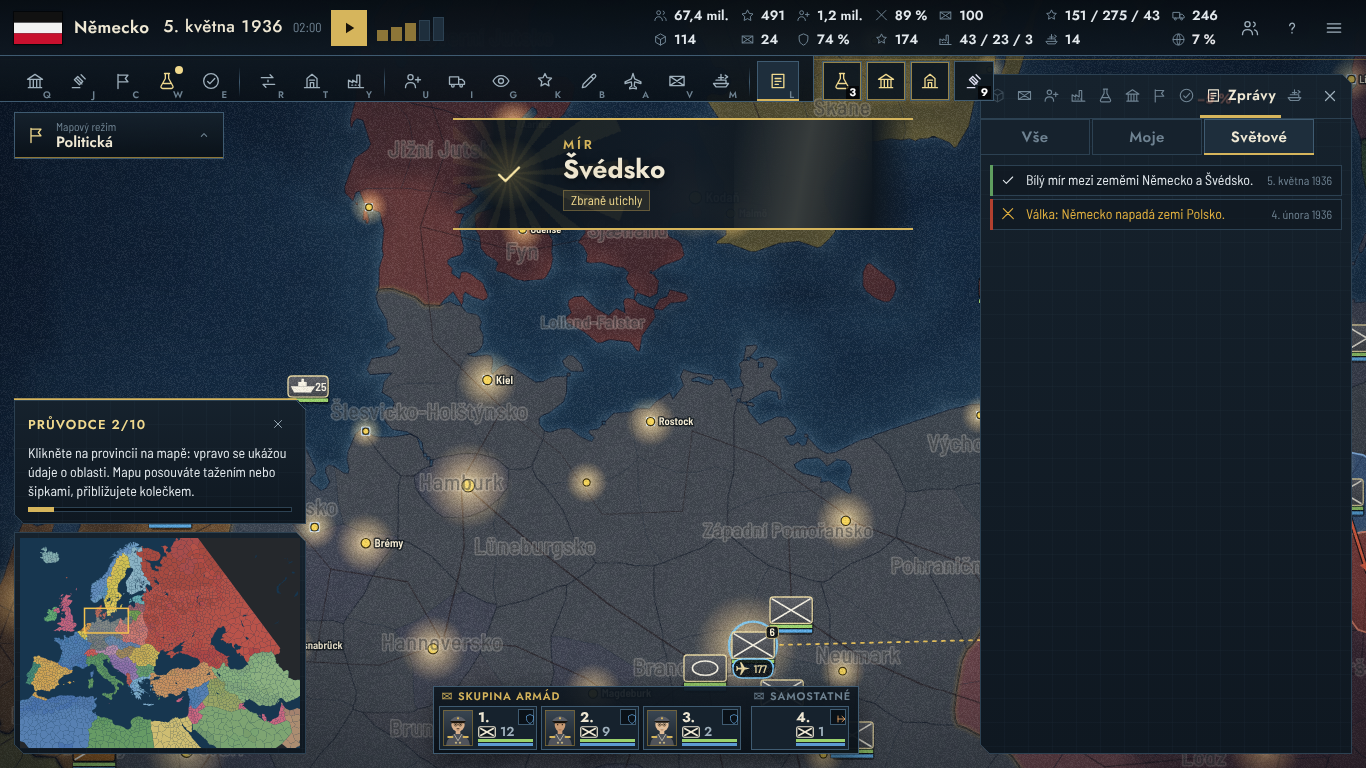 Německo 5. května 1936 02:00
67,4 mil. 491 1,2 mil. 89 % 100 151 / 275 / 43 246
114 24 74 % 174 43 / 23 / 3 14 7 %
Q J C W E R T Y U I G K B A V M L 3 9
Mapový režim
Politická
MÍR
Švédsko
Zbraně utichly
Zprávy
Vše Moje Světové
Bílý mír mezi zeměmi Německo a Švédsko. 5. května 1936
Válka: Německo napadá zemi Polsko. 4. února 1936
Skåne
Odense
Fyn
Sjælland
Lolland-Falster
25
Kiel
Šlesvicko-Holštýnsko
Rostock
Hamburk
Západní Pomořansko
Brémy
Lüneburgsko
Hannoversko
6
177
Neumark
Magdeburk
PRŮVODCE 2/10
Klikněte na provincii na mapě: vpravo se ukážou
údaje o oblasti. Mapu posouváte tažením nebo
šipkami, přibližujete kolečkem.
SKUPINA ARMÁD SAMOSTATNÉ
1. 12
2. 9
3. 2
4. 1